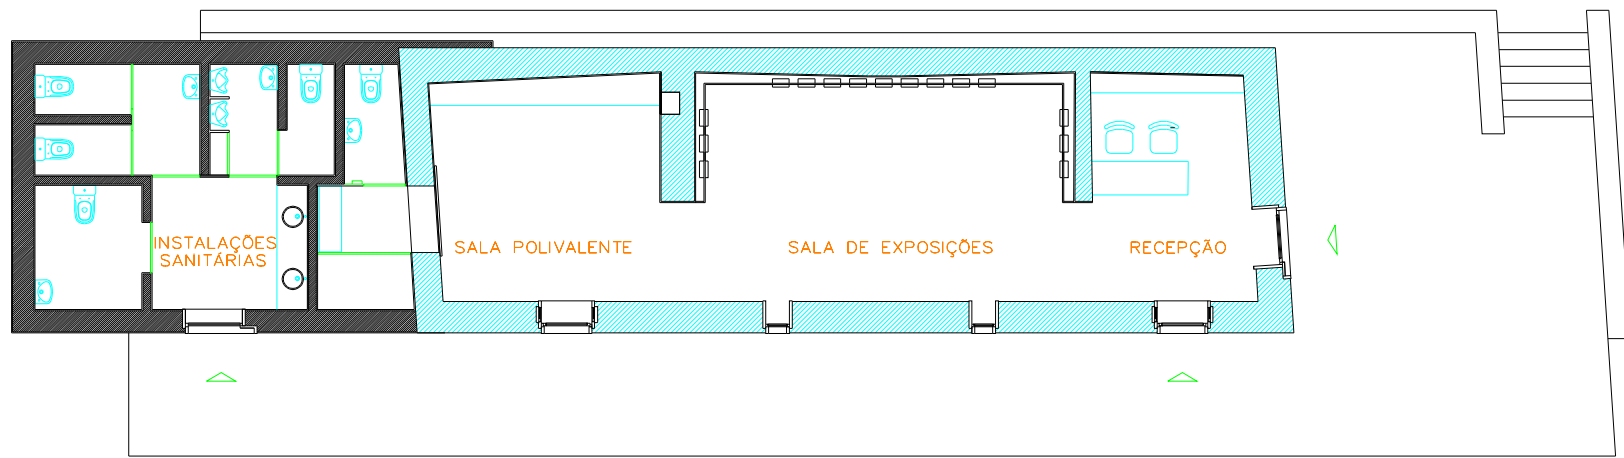 INSTALAÇÕES
SANITÁRIAS
SALA POLIVALENTE
SALA DE EXPOSIÇÕES
RECEPÇÃO